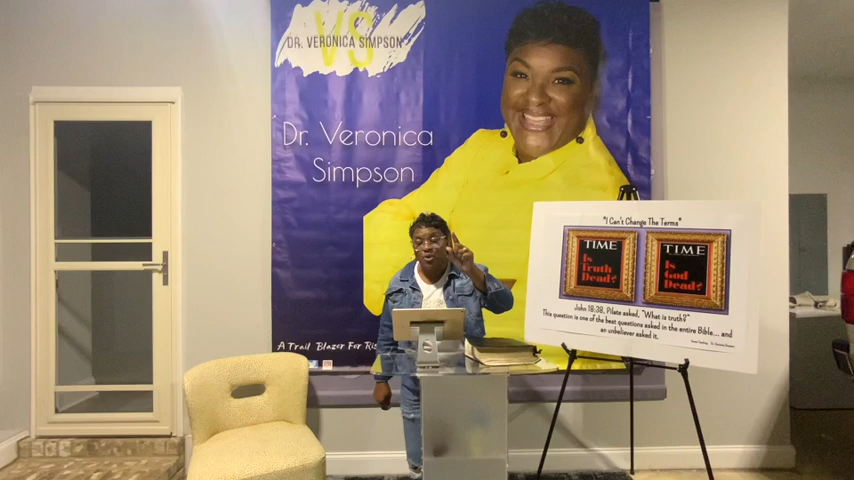 VS
DR. VERONICA SIMPSON
Dr. Veronica
Simpson
A Trail Blazer For
"I Can't Change The Terms"
TIME
Is
Truth
Dead?
TIME
Is
God
Dead?
John 18:38, Pilate asked, "What is truth?"
This question is one of the best questions asked in the entire Bible... and
an unbeliever asked it.